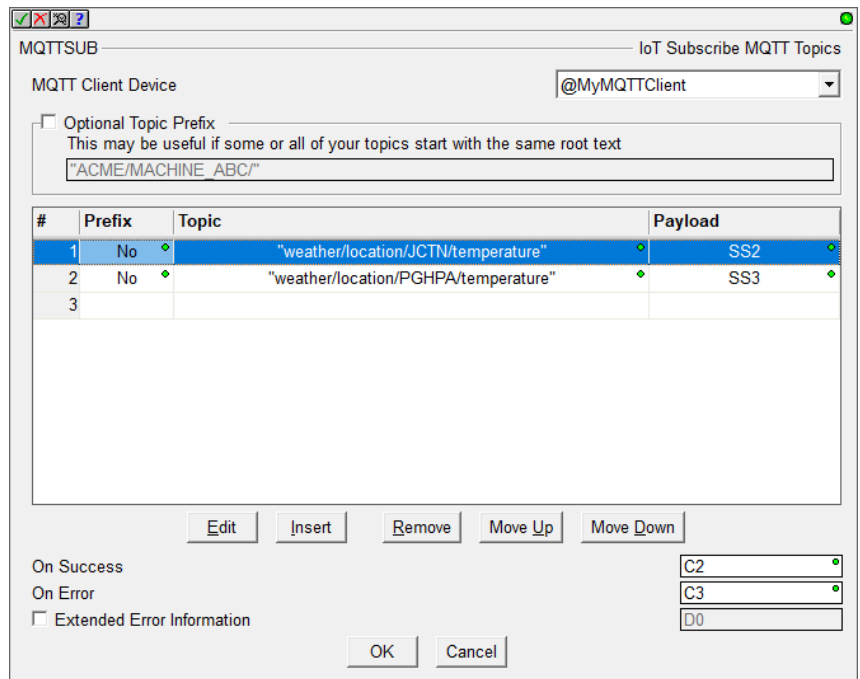 ?
MQTTSUB IoT Subscribe MQTT Topics
MQTT Client Device @MyMQTTClient
Optional Topic Prefix
This may be useful if some or all of your topics start with the same root text
"ACME/MACHINE_ABC/"
# Prefix Topic Payload
1 No "weather/location/JCTN/temperature" SS2
2 No "weather/location/PGHPA/temperature" SS3
3
Edit Insert Remove Move Up Move Down
On Success C2
On Error C3
Extended Error Information D0
OK Cancel